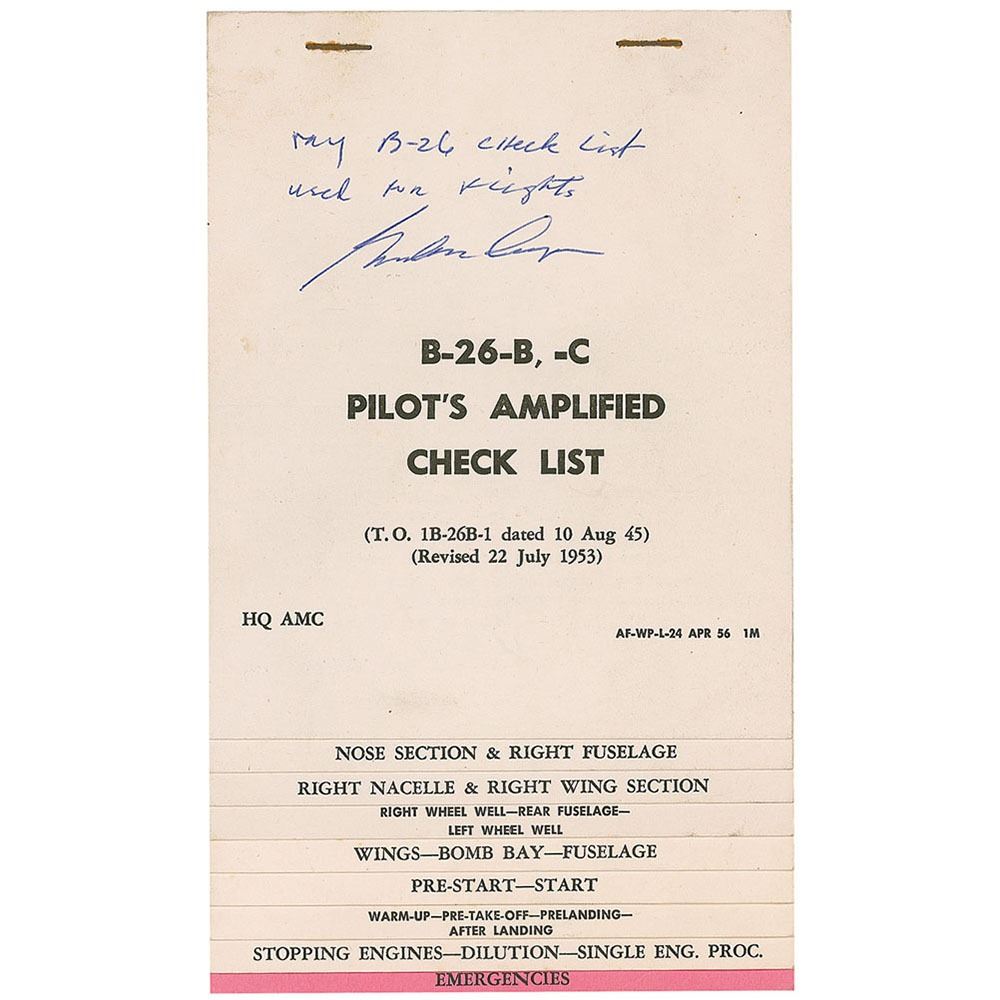 my B-26 CHECK List
used FOR Flights
B-26-B, -C
PILOT'S AMPLIFIED
CHECK LIST
(T.O. 1B-26B-1 dated 10 Aug 45)
(Revised 22 July 1953)
HQ AMC
AF-WP-L-24 APR 56 1M
NOSE SECTION & RIGHT FUSELAGE
RIGHT NACELLE & RIGHT WING SECTION
RIGHT WHEEL WELL—REAR FUSELAGE—
LEFT WHEEL WELL
WINGS—BOMB BAY—FUSELAGE
PRE-START—START
WARM-UP—PRE-TAKE-OFF—PRELANDING—
AFTER LANDING
STOPPING ENGINES—DILUTION—SINGLE ENG. PROC.
EMERGENCIES